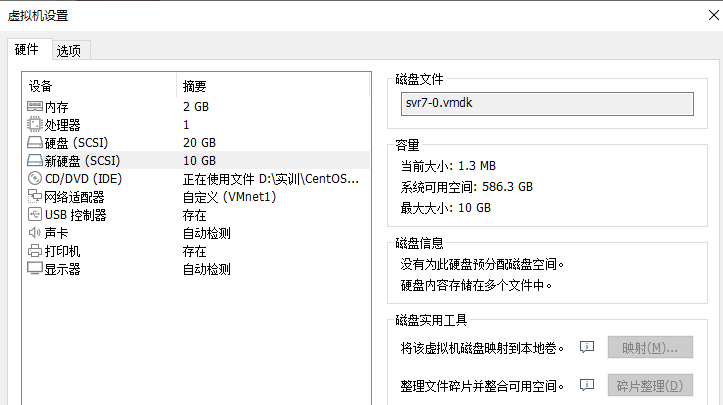 虚拟机设置
硬件 选项
设备 摘要
内存 2 GB
处理器 1
硬盘 (SCSI) 20 GB
新硬盘 (SCSI) 10 GB
CD/DVD (IDE) 正在使用文件 D:\实训\CentOS...
网络适配器 自定义 (VMnet1)
USB 控制器 存在
声卡 自动检测
打印机 存在
显示器 自动检测
磁盘文件
svr7-0.vmdk
容量
当前大小: 1.3 MB
系统可用空间: 586.3 GB
最大大小: 10 GB
磁盘信息
没有为此硬盘预分配磁盘空间。
硬盘内容存储在多个文件中。
磁盘实用工具
将该虚拟机磁盘映射到本地卷。 映射(M)...
整理文件碎片并整合可用空间。 碎片整理(D)